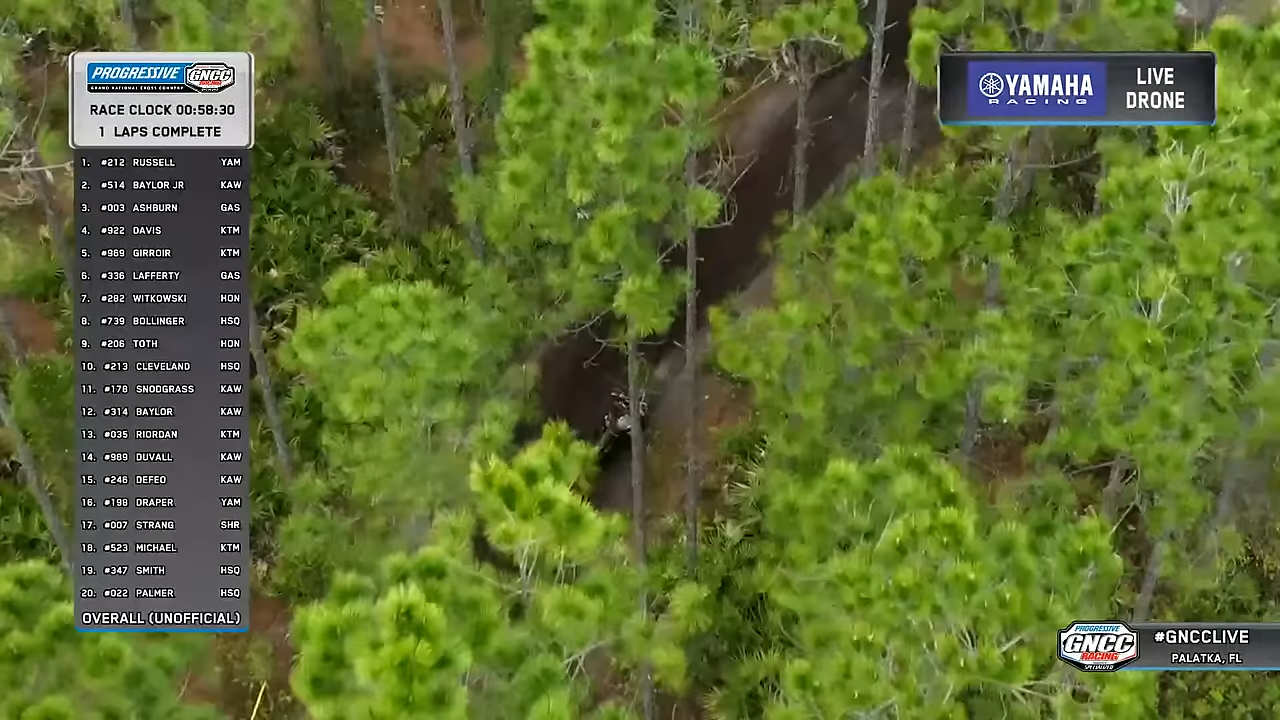 PROGRESSIVE GNCC RACING
GRAND NATIONAL CROSS COUNTRY
RACE CLOCK 00:58:30
1 LAPS COMPLETE
1. #212 RUSSELL YAM
2. #514 BAYLOR JR KAW
3. #003 ASHBURN GAS
4. #922 DAVIS KTM
5. #969 GIRROIR KTM
6. #336 LAFFERTY GAS
7. #282 WITKOWSKI HON
8. #739 BOLLINGER HSQ
9. #206 TOTH HON
10. #213 CLEVELAND HSQ
11. #178 SNODGRASS KAW
12. #314 BAYLOR KAW
13. #035 RIORDAN KTM
14. #989 DUVALL KAW
15. #246 DEFEO KAW
16. #198 DRAPER YAM
17. #007 STRANG SHR
18. #523 MICHAEL KTM
19. #347 SMITH HSQ
20. #022 PALMER HSQ
OVERALL (UNOFFICIAL)
YAMAHA
RACING
LIVE
DRONE
PROGRESSIVE
GNCC
RACING
SPECIALIZED
#GNCCLIVE
PALATKA, FL